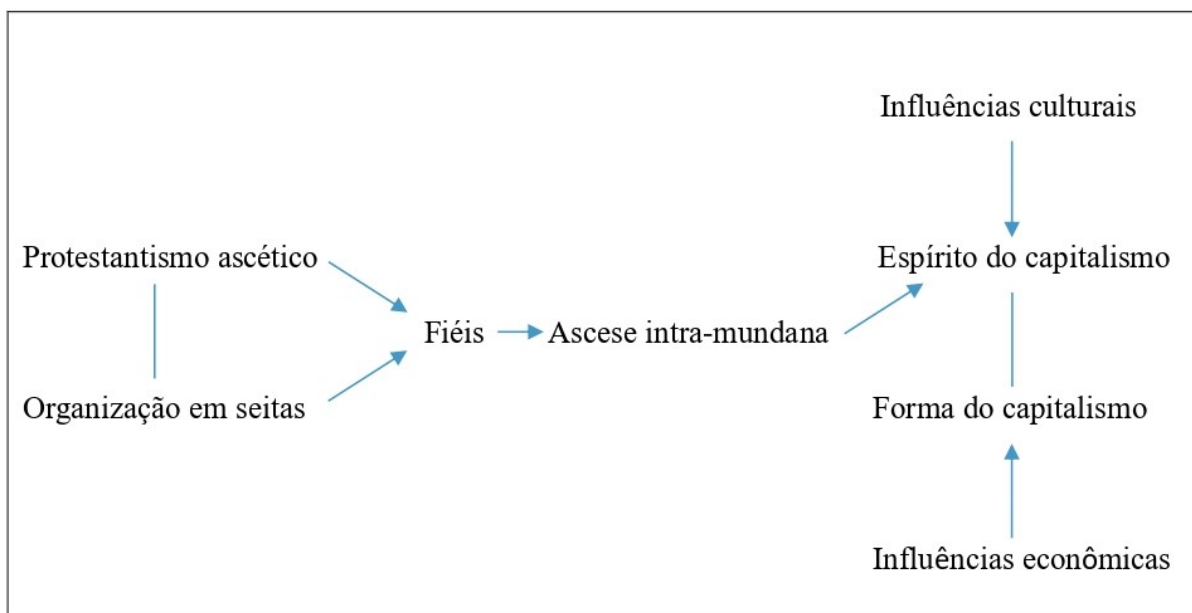 Influências culturais
Protestantismo ascético
Espírito do capitalismo
Fiéis
Ascese intra-mundana
Organização em seitas
Forma do capitalismo
Influências econômicas